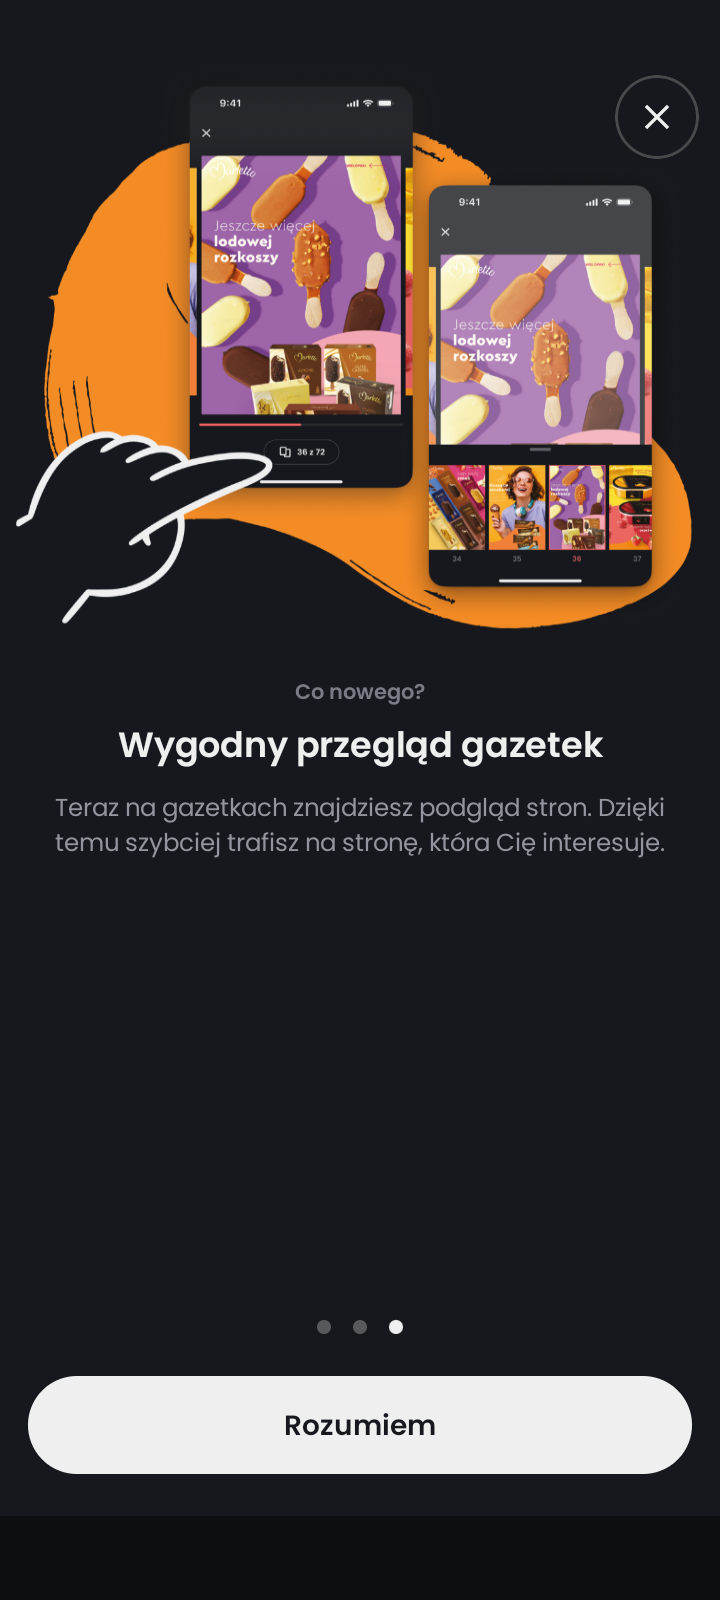 9:41
Marletto
Jeszcze więcej
lodowej
rozkoszy
36 z 72
9:41
Jeszcze więcej
lodowej
rozkoszy
34 35 36 37
Co nowego?
Wygodny przegląd gazetek
Teraz na gazetkach znajdziesz podgląd stron. Dzięki
temu szybciej trafisz na stronę, która Cię interesuje.
Rozumiem